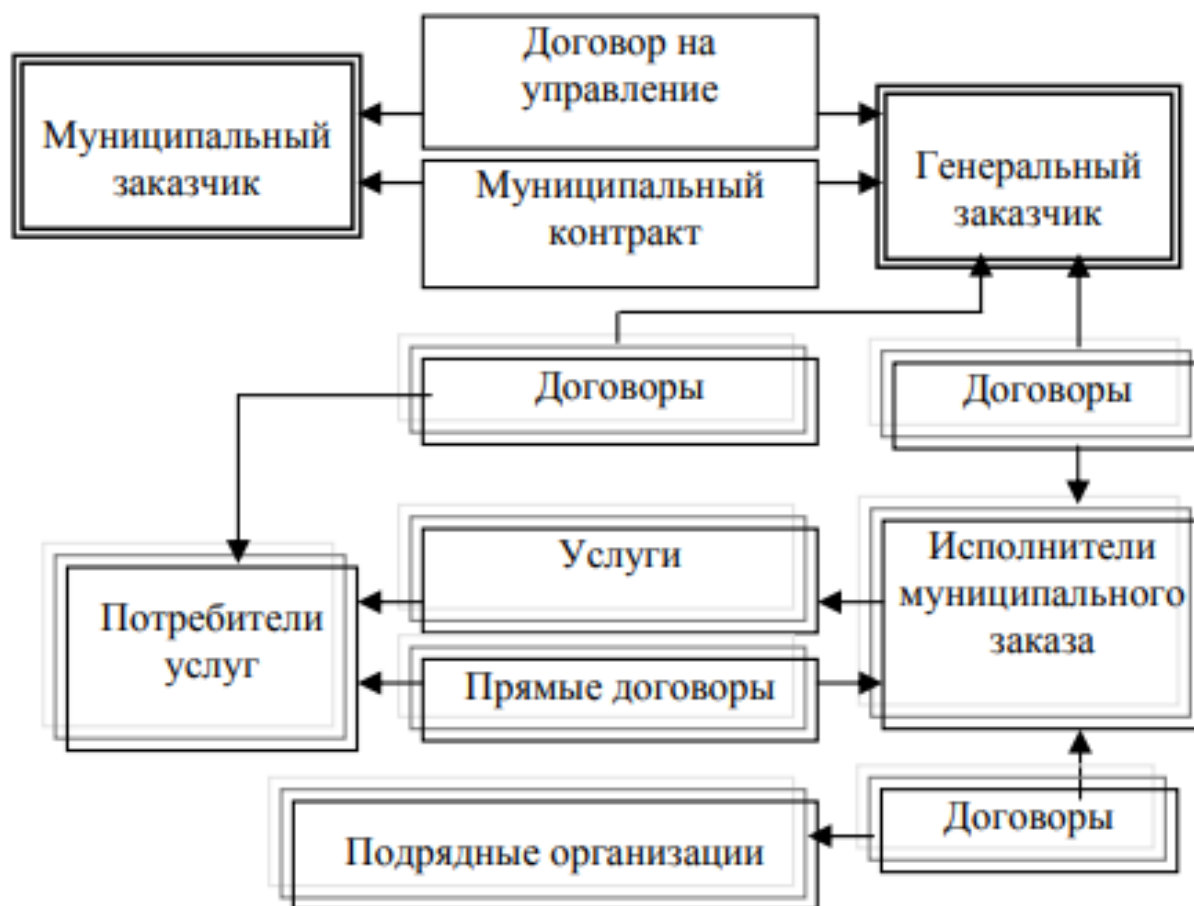 Договор на
управление
Муниципальный
заказчик
Муниципальный
контракт
Генеральный
заказчик
Договоры
Договоры
Услуги
Исполнители
муниципального
заказа
Потребители
услуг
Прямые договоры
Договоры
Подрядные организации